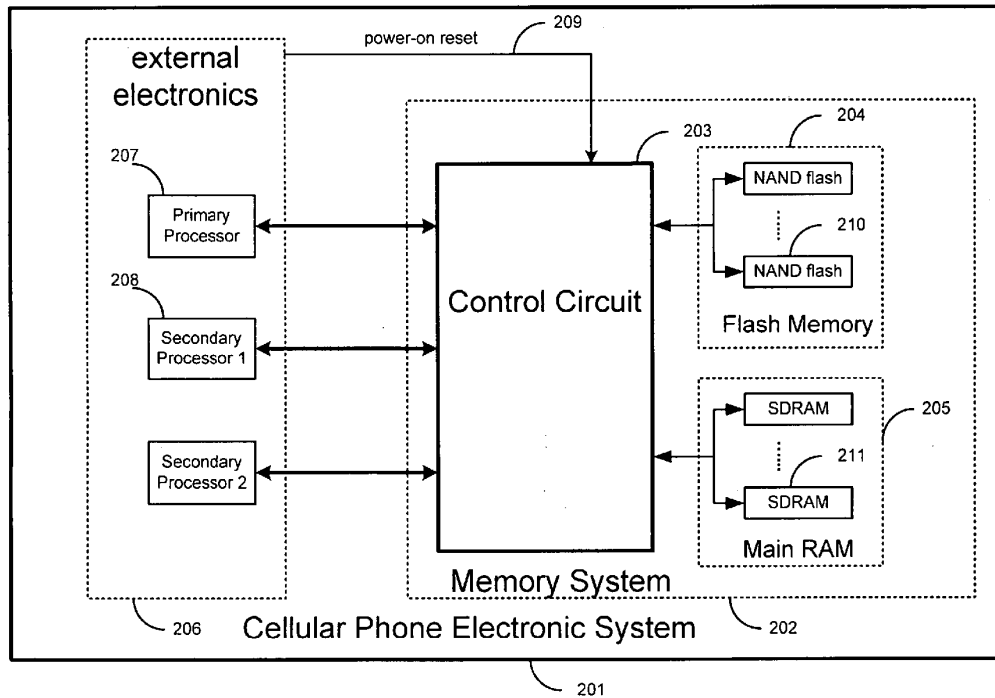 209
power-on reset
external
electronics
207
Primary
Processor
208
Secondary
Processor 1
Secondary
Processor 2
206
203
Control Circuit
204
NAND flash
210
NAND flash
Flash Memory
SDRAM
205
211
SDRAM
Main RAM
Memory System
202
Cellular Phone Electronic System
201